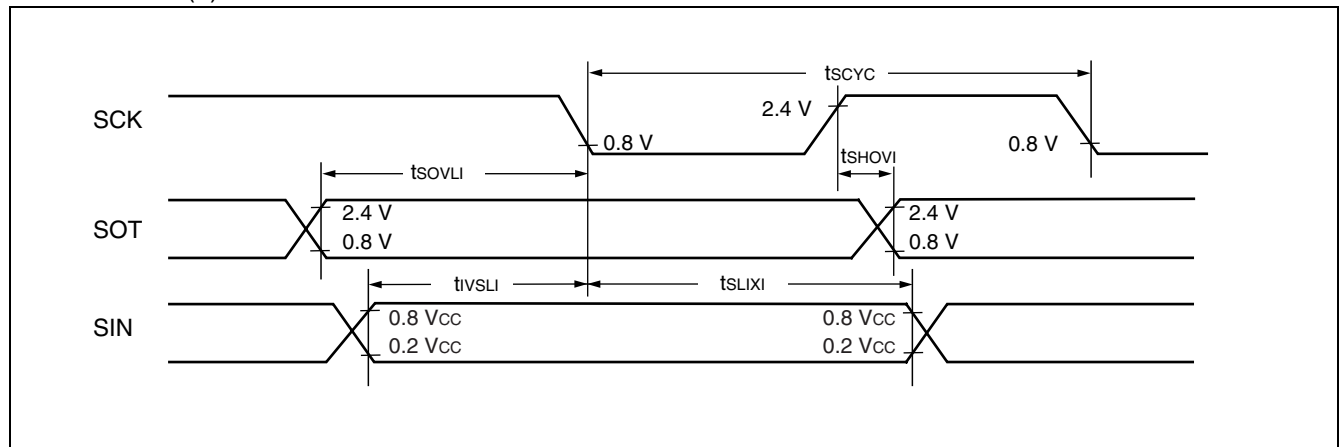 tSCYC
SCK
2.4 V
0.8 V
0.8 V
tSHOVI
tSOVLI
SOT
2.4 V
2.4 V
0.8 V
0.8 V
tIVSLI
tSLIXI
SIN
0.8 VCC
0.8 VCC
0.2 VCC
0.2 VCC